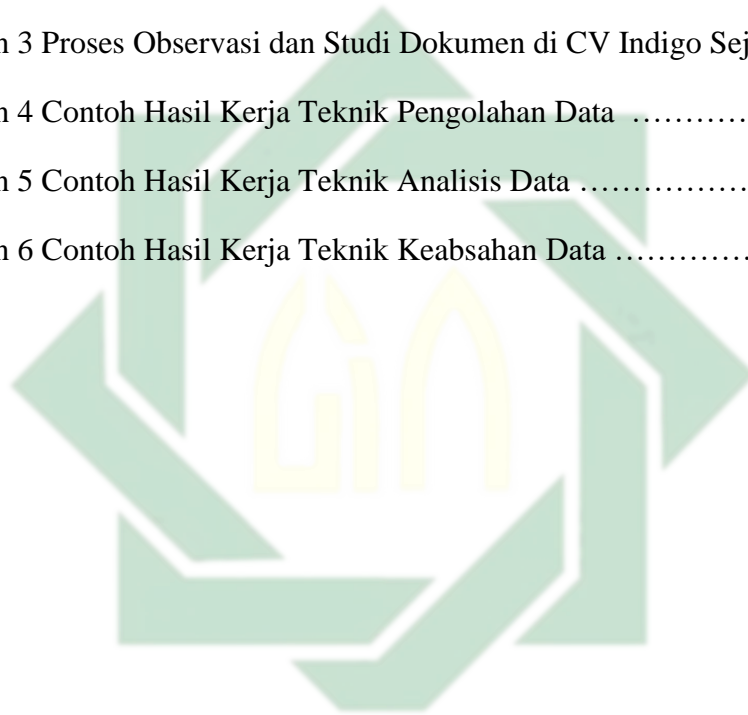 n 3 Proses Observasi dan Studi Dokumen di CV Indigo Sej
n 4 Contoh Hasil Kerja Teknik Pengolahan Data …………
n 5 Contoh Hasil Kerja Teknik Analisis Data ………………
n 6 Contoh Hasil Kerja Teknik Keabsahan Data ……………